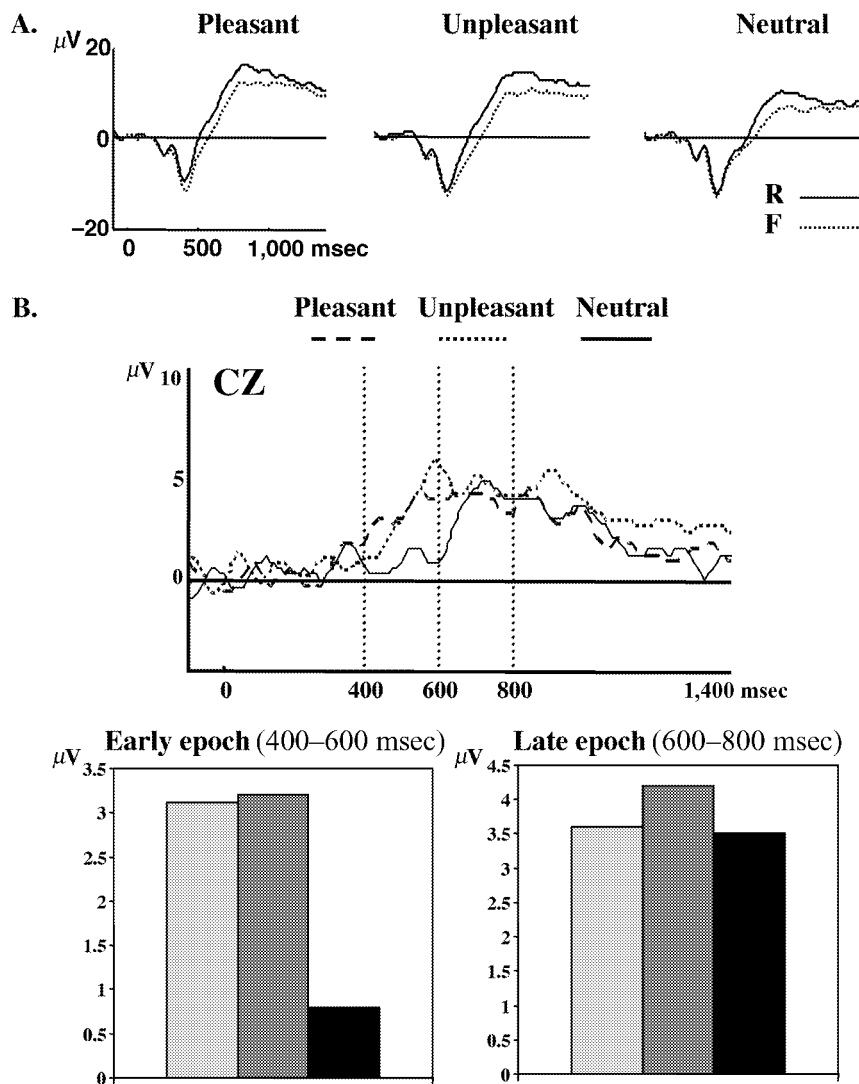 A. Pleasant Unpleasant Neutral
μV
20
0
−20
0 500 1,000 msec
R
F
B. Pleasant Unpleasant Neutral
μV 10
CZ
5
0
0 400 600 800 1,400 msec
Early epoch (400–600 msec)
μV
3.5
3
2.5
2
1.5
1
0.5
0
Late epoch (600–800 msec)
μV
4.5
4
3.5
3
2.5
2
1.5
1
0.5
0